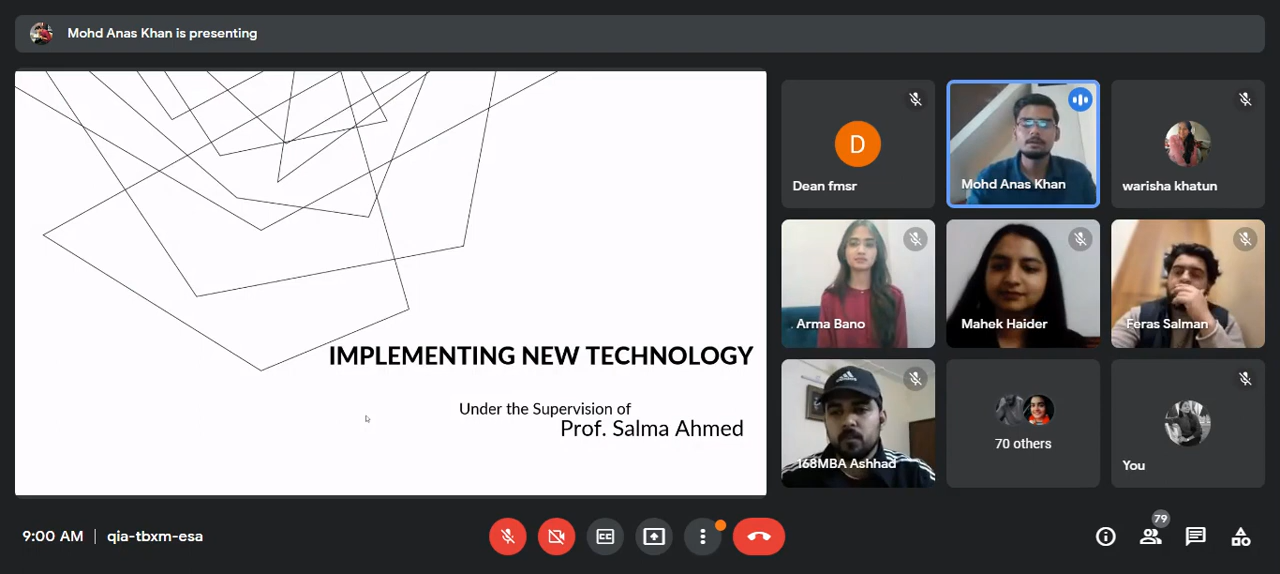 Mohd Anas Khan is presenting
IMPLEMENTING NEW TECHNOLOGY
Under the Supervision of
Prof. Salma Ahmed
D
Dean fmsr
Mohd Anas Khan
warisha khatun
Arma Bano
Mahek Haider
Feras Salman
168MBA Ashhad
70 others
You
9:00 AM | qia-tbxm-esa
CC
79